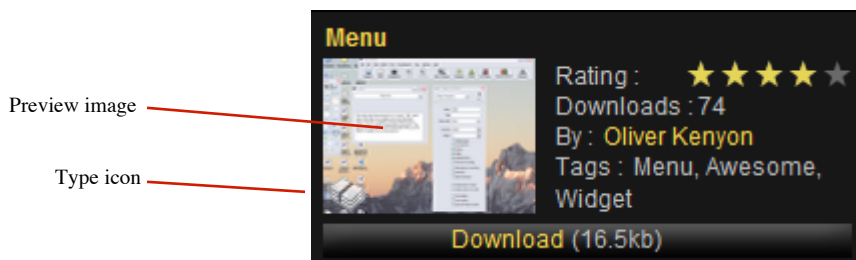 Menu
Preview image
Type icon
Rating :
Downloads : 74
By : Oliver Kenyon
Tags : Menu, Awesome,
Widget
Download (16.5kb)